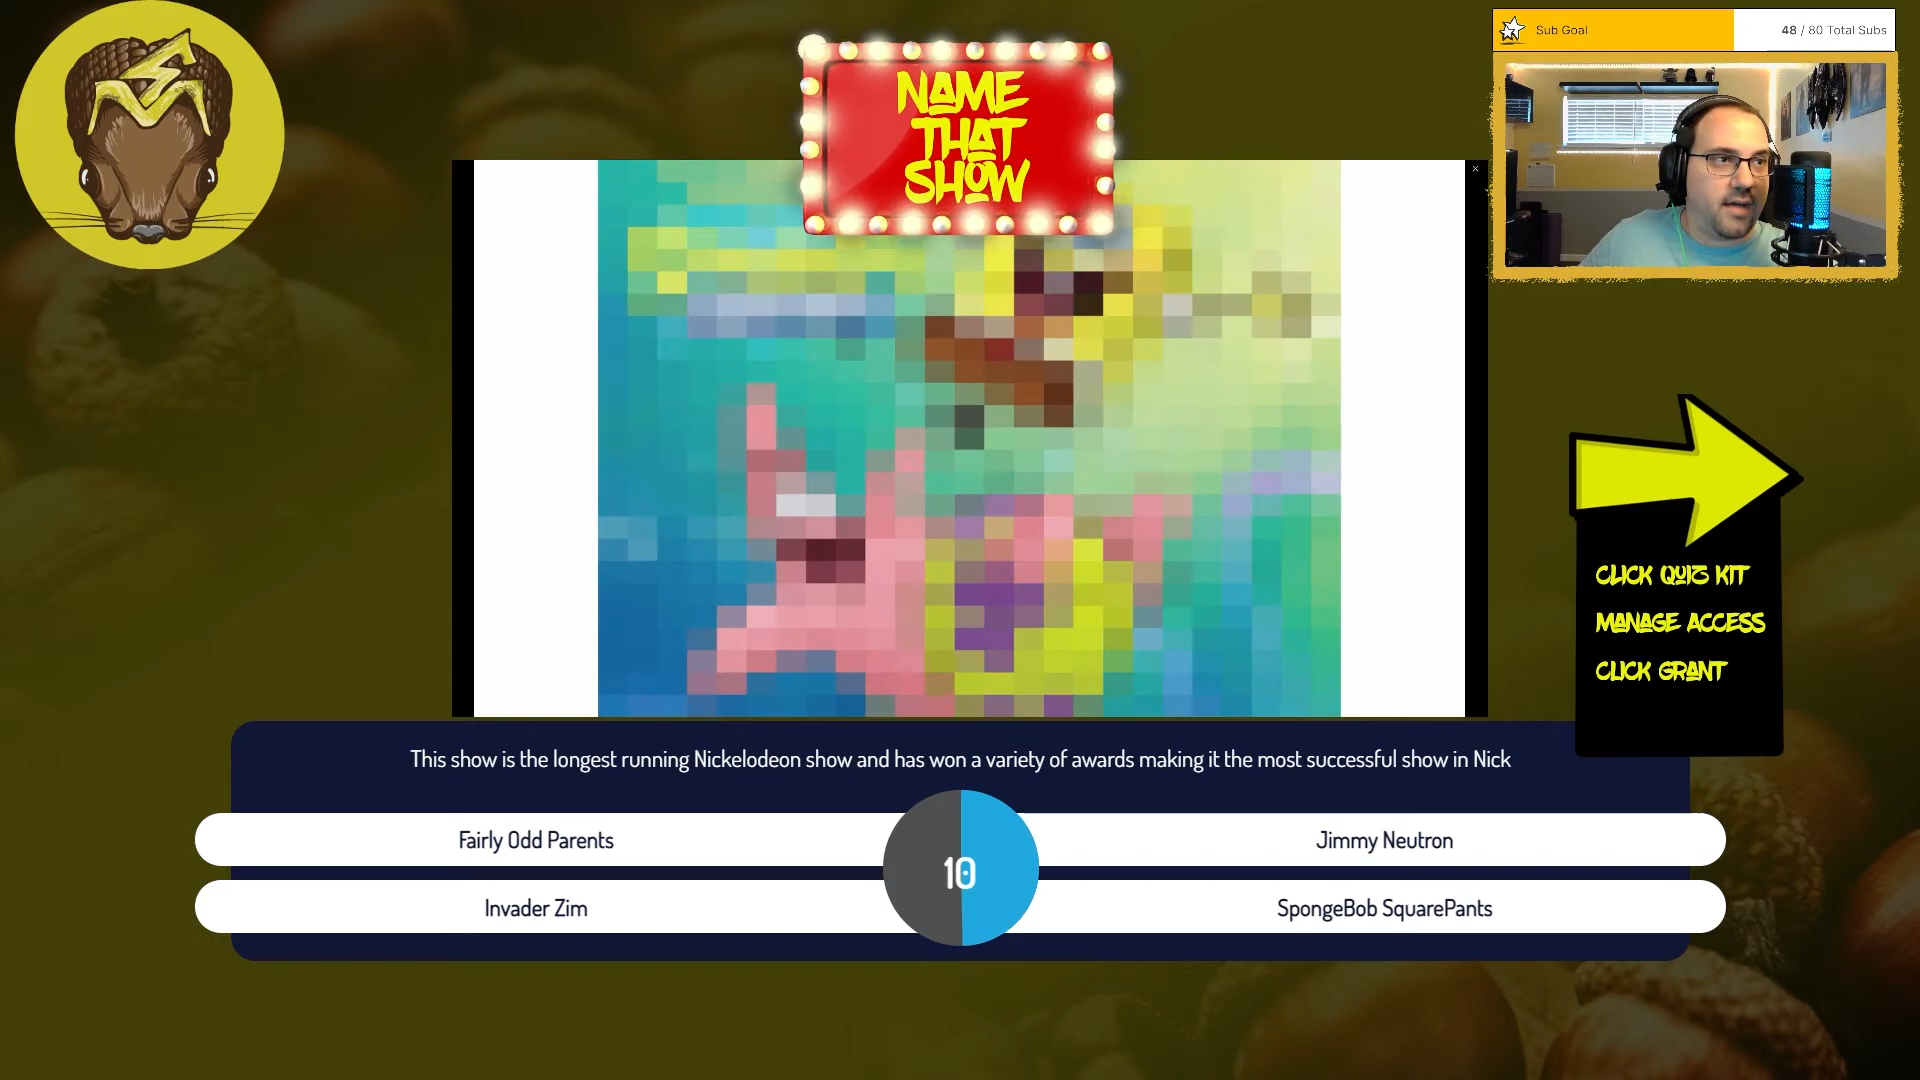 Sub Goal
48 / 80 Total Subs
NAME
THAT
SHOW
CLICK QUIZ KIT
MANAGE ACCESS
CLICK GRANT
This show is the longest running Nickelodeon show and has won a variety of awards making it the most successful show in Nick
Fairly Odd Parents
Jimmy Neutron
10
Invader Zim
SpongeBob SquarePants